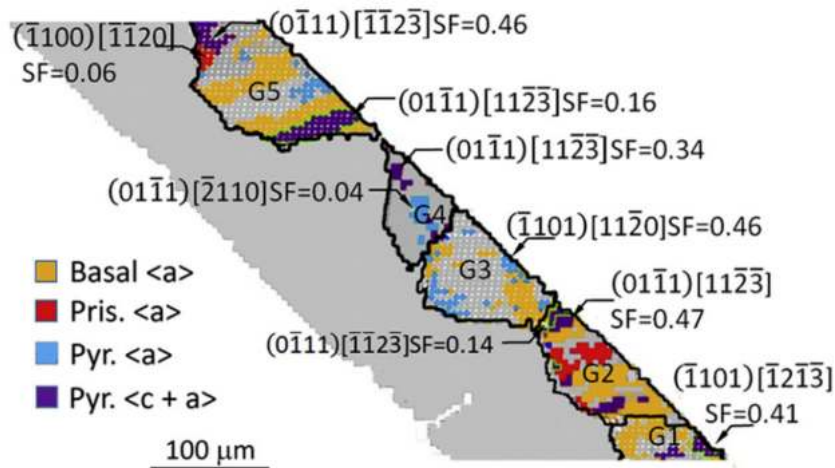 (01̅11)[1̅1̅23̅]SF=0.46
(1̅100)[1̅1̅20]
SF=0.06
G5
(011̅1)[112̅3̅]SF=0.16
(011̅1)[112̅3̅]SF=0.34
(011̅1)[2̅110]SF=0.04
G4
(1̅101)[112̅0]SF=0.46
G3
Basal <a>
(011̅1)[112̅3̅]
Pris. <a>
SF=0.47
Pyr. <a>
(01̅11)[1̅1̅23̅]SF=0.14
G2
Pyr. <c + a>
(1̅101)[1̅21̅3̅]
SF=0.41
G1
100 μm